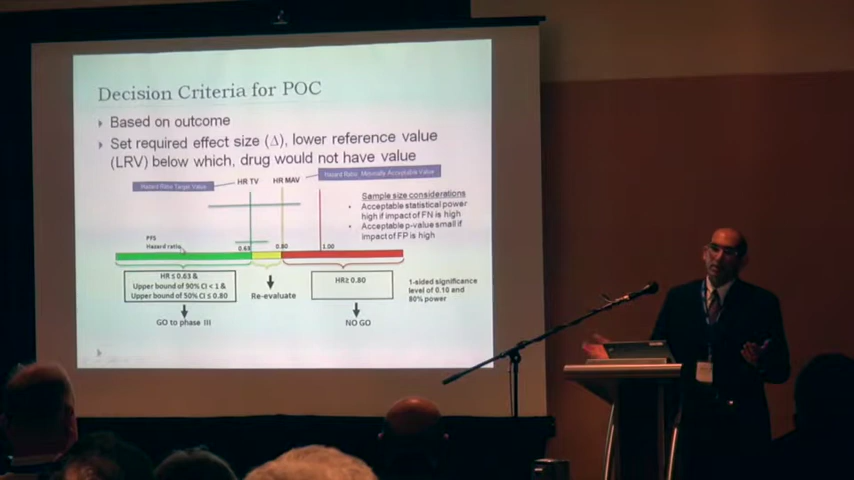 Decision Criteria for POC
Based on outcome
Set required effect size (Δ), lower reference value
(LRV) below which, drug would not have value
Hazard Ratio Target Value
HR TV
HR MAV
Hazard Ratio Minimally Acceptable Value
Sample size considerations
• Acceptable statistical power
high if impact of FN is high
• Acceptable p-value small if
impact of FP is high
PFS
Hazard ratio
0.63
0.80
1.00
HR ≤ 0.63 &
Upper bound of 90% CI < 1 &
Upper bound of 50% CI ≤ 0.80
Re-evaluate
HR≥ 0.80
1-sided significance
level of 0.10 and
80% power
GO to phase III
NO GO